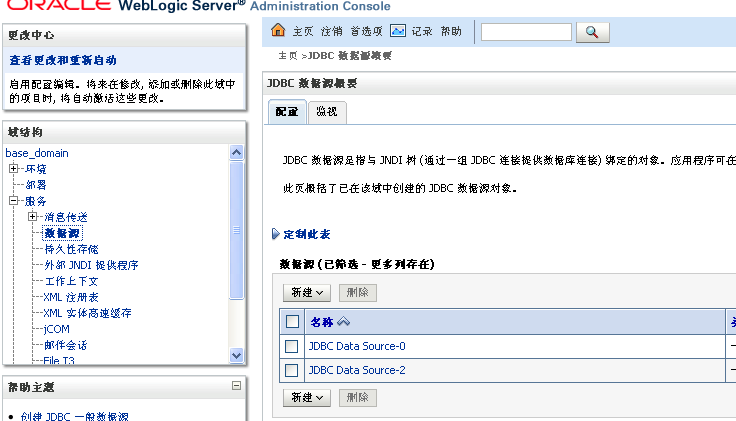 ORACLE WebLogic Server® Administration Console
更改中心
查看更改和重新启动
启用配置编辑。将来在修改, 添加或删除此域中
的项目时, 将自动激活这些更改。
域结构
base_domain
环境
部署
服务
消息传送
数据源
持久性存储
外部 JNDI 提供程序
工作上下文
XML 注册表
XML 实体高速缓存
jCOM
邮件会话
File T3
帮助主题
创建 JDBC 一般数据源
主页 注销 首选项 记录 帮助
主页 >JDBC 数据源概要
JDBC 数据源概要
配置 监视
JDBC 数据源是指与 JNDI 树 (通过一组 JDBC 连接提供数据库连接) 绑定的对象。应用程序可在
此页概括了已在该域中创建的 JDBC 数据源对象。
定制此表
数据源 (已筛选 - 更多列存在)
新建 删除
名称
JDBC Data Source-0
JDBC Data Source-2
新建 删除